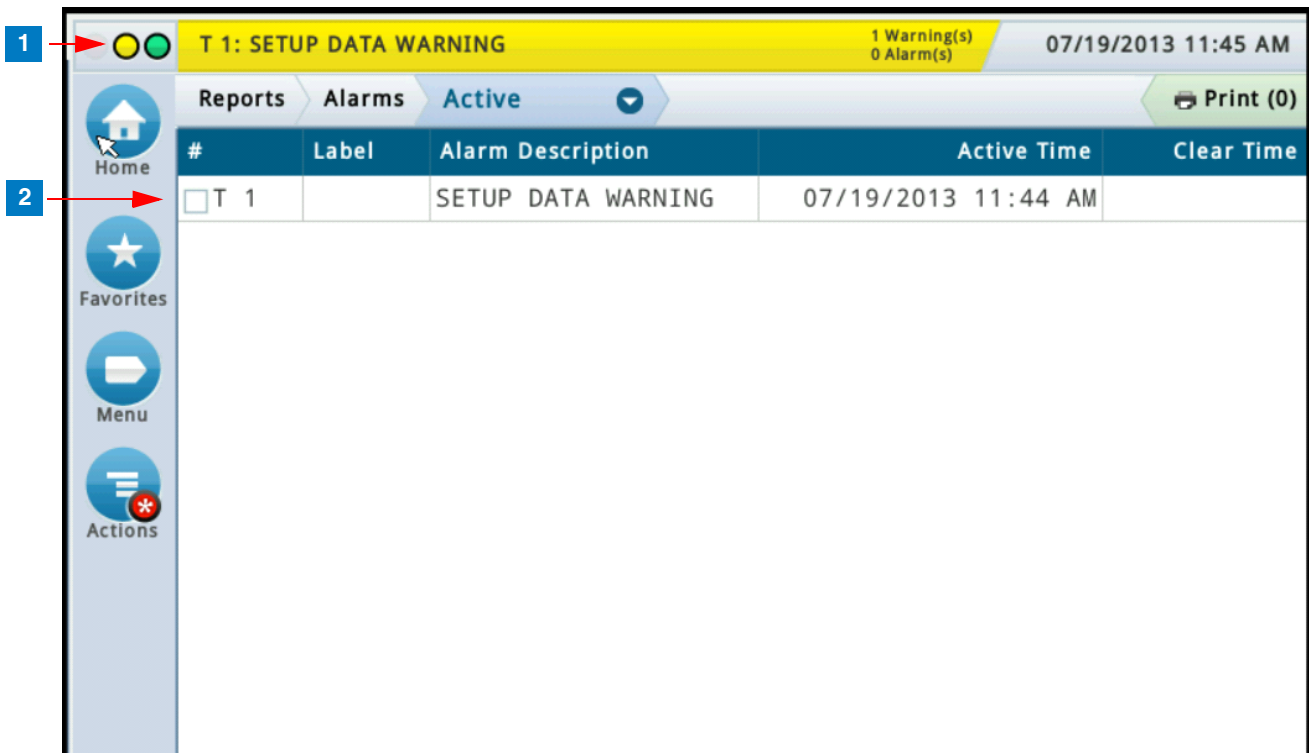 1
T 1: SETUP DATA WARNING
1 Warning(s)
0 Alarm(s)
07/19/2013 11:45 AM
Reports Alarms Active
Print (0)
# Label Alarm Description Active Time Clear Time
Home
2
T 1 SETUP DATA WARNING 07/19/2013 11:44 AM
Favorites
Menu
Actions